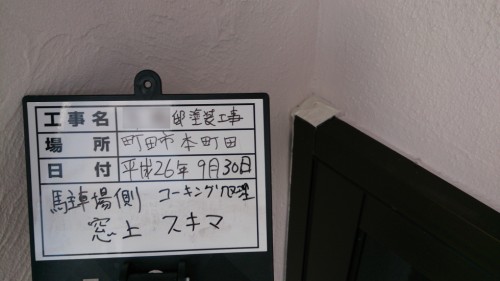 工事名 邸塗装工事
場所 町田市本町田
日付 平成26年9月30日
駐車場側 コーキング処理
窓上 スキマ